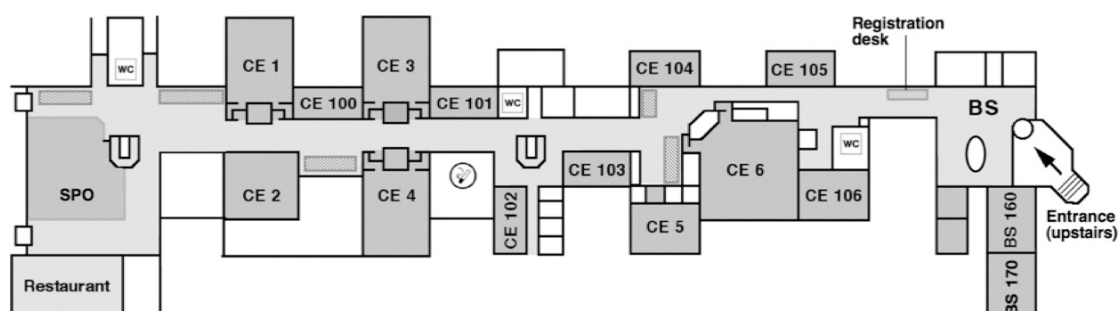 Registration
desk
WC
CE 1
CE 3
CE 104
CE 105
CE 100
CE 101
WC
BS
WC
SPO
CE 2
CE 4
CE 102
CE 103
CE 5
CE 6
CE 106
BS 160
Entrance
(upstairs)
Restaurant
BS 170